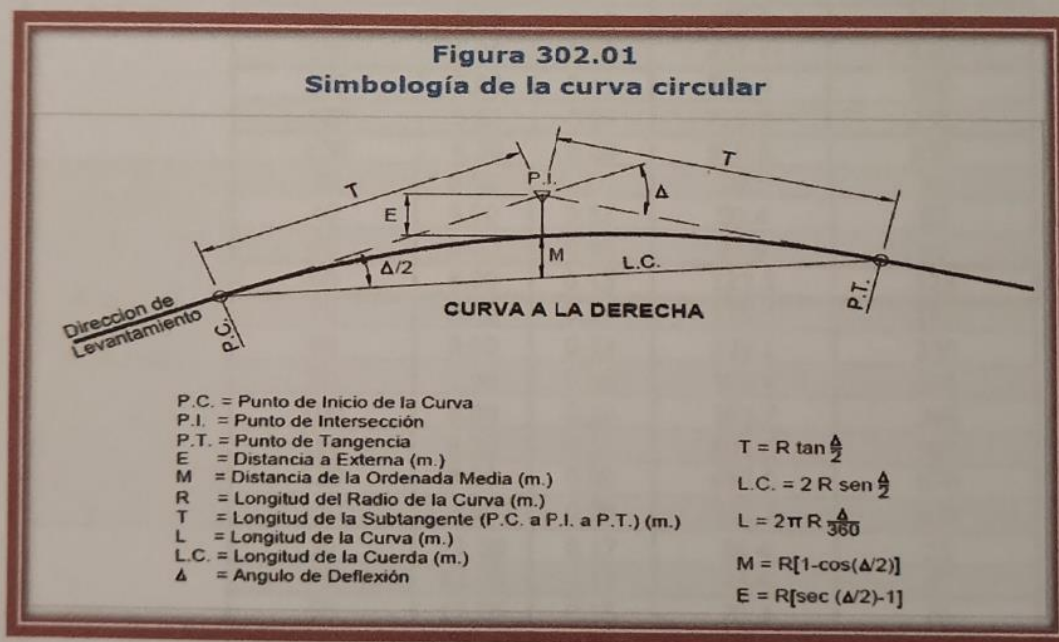 Figura 302.01
Simbología de la curva circular
T
T
P.I.
Δ
E
M
Δ/2
L.C.
CURVA A LA DERECHA
Direccion de
Levantamiento
P.C.
P.T.
P.C. = Punto de Inicio de la Curva
P.I. = Punto de Intersección
P.T. = Punto de Tangencia
E = Distancia a Externa (m.)
M = Distancia de la Ordenada Media (m.)
R = Longitud del Radio de la Curva (m.)
T = Longitud de la Subtangente (P.C. a P.I. a P.T.) (m.)
L = Longitud de la Curva (m.)
L.C. = Longitud de la Cuerda (m.)
Δ = Angulo de Deflexión
T = R tan Δ/2
L.C. = 2 R sen Δ/2
L = 2π R Δ/360
M = R[1-cos(Δ/2)]
E = R[sec (Δ/2)-1]